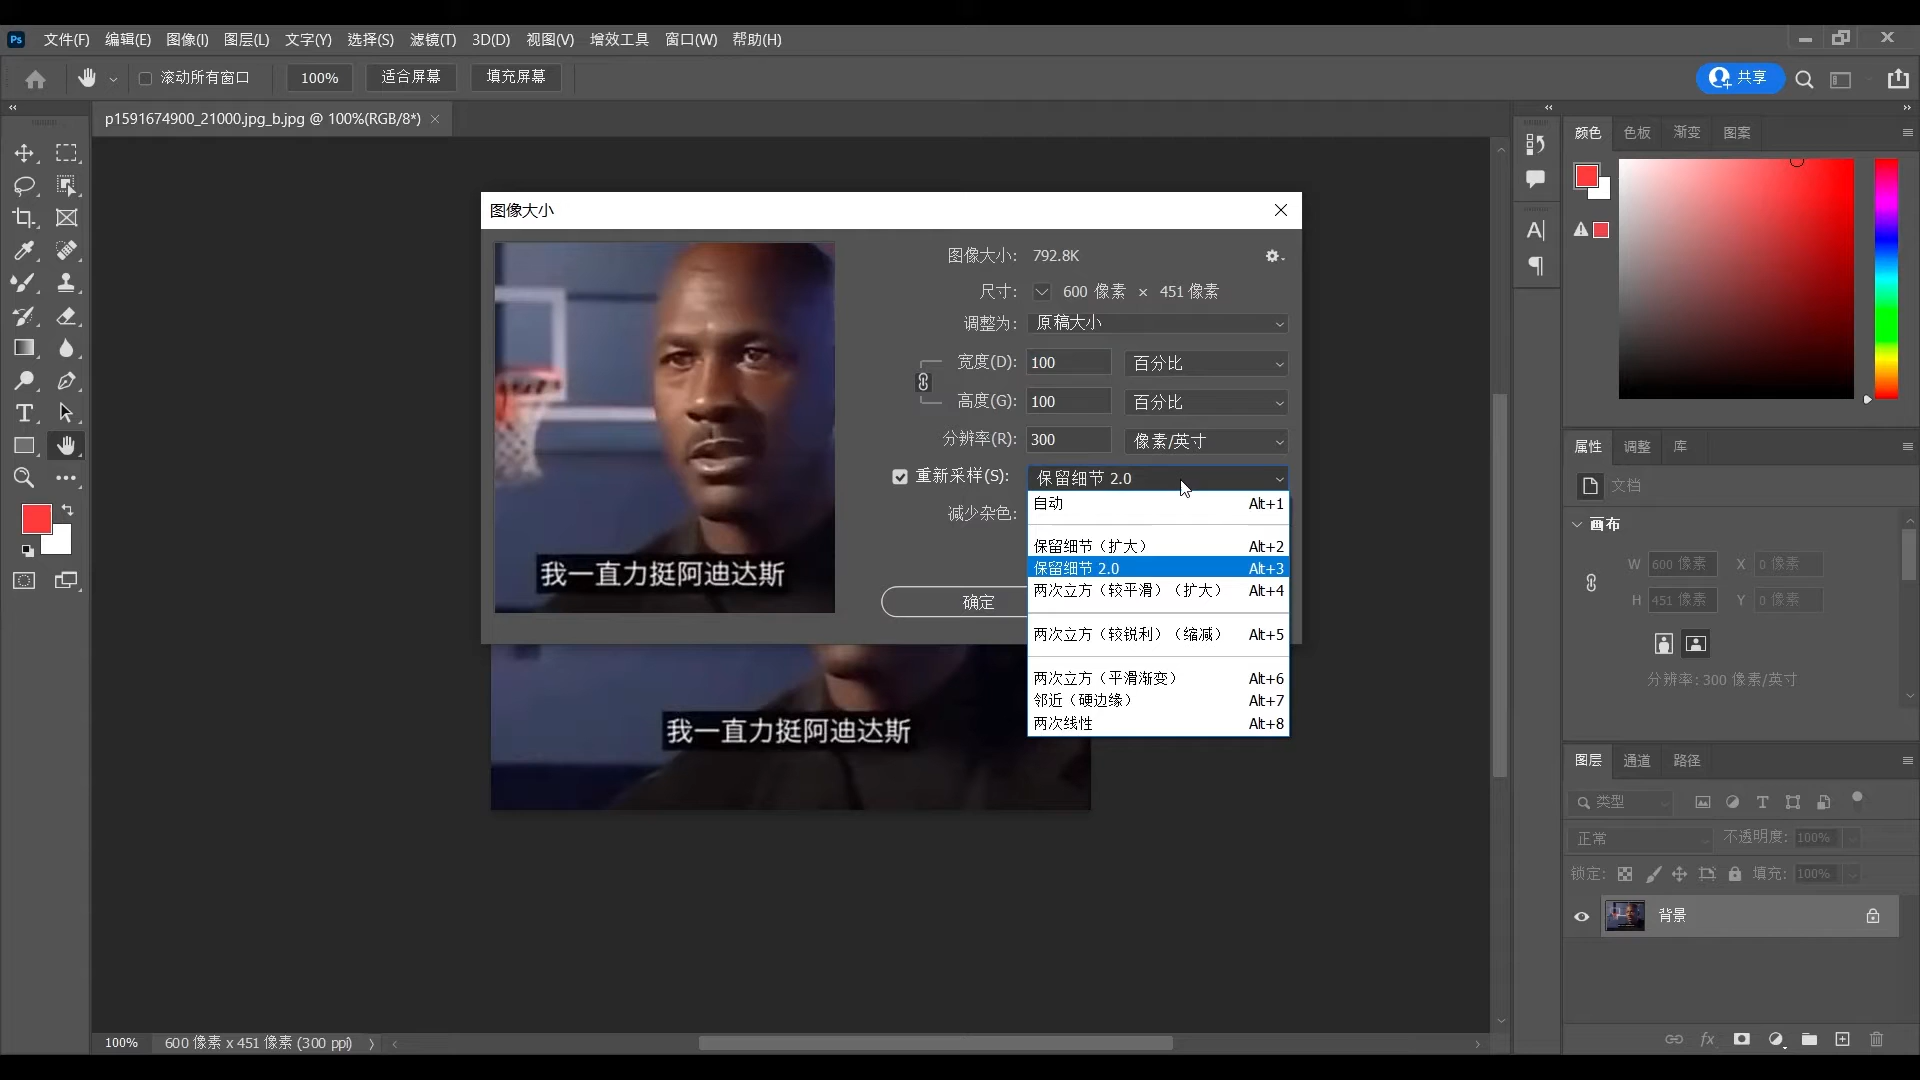 Ps 文件(F) 编辑(E) 图像(I) 图层(L) 文字(Y) 选择(S) 滤镜(T) 3D(D) 视图(V) 增效工具 窗口(W) 帮助(H)
滚动所有窗口 100% 适合屏幕 填充屏幕 共享
p1591674900_21000.jpg_b.jpg @ 100%(RGB/8*)
图像大小
图像大小: 792.8K
尺寸: 600 像素 × 451 像素
调整为: 原稿大小
宽度(D): 100 百分比
高度(G): 100 百分比
分辨率(R): 300 像素/英寸
重新采样(S): 保留细节 2.0
自动 Alt+1
保留细节（扩大） Alt+2
保留细节 2.0 Alt+3
两次立方（较平滑）（扩大） Alt+4
两次立方（较锐利）（缩减） Alt+5
两次立方（平滑渐变） Alt+6
邻近（硬边缘） Alt+7
两次线性 Alt+8
减少杂色:
确定
我一直力挺阿迪达斯
我一直力挺阿迪达斯
颜色 色板 渐变 图案
属性 调整 库
文档
画布
W 600 像素 X 0 像素
H 451 像素 Y 0 像素
分辨率: 300 像素/英寸
图层 通道 路径
类型
正常 不透明度: 100%
锁定: 填充: 100%
背景
fx
100% 600 像素 x 451 像素 (300 ppi)